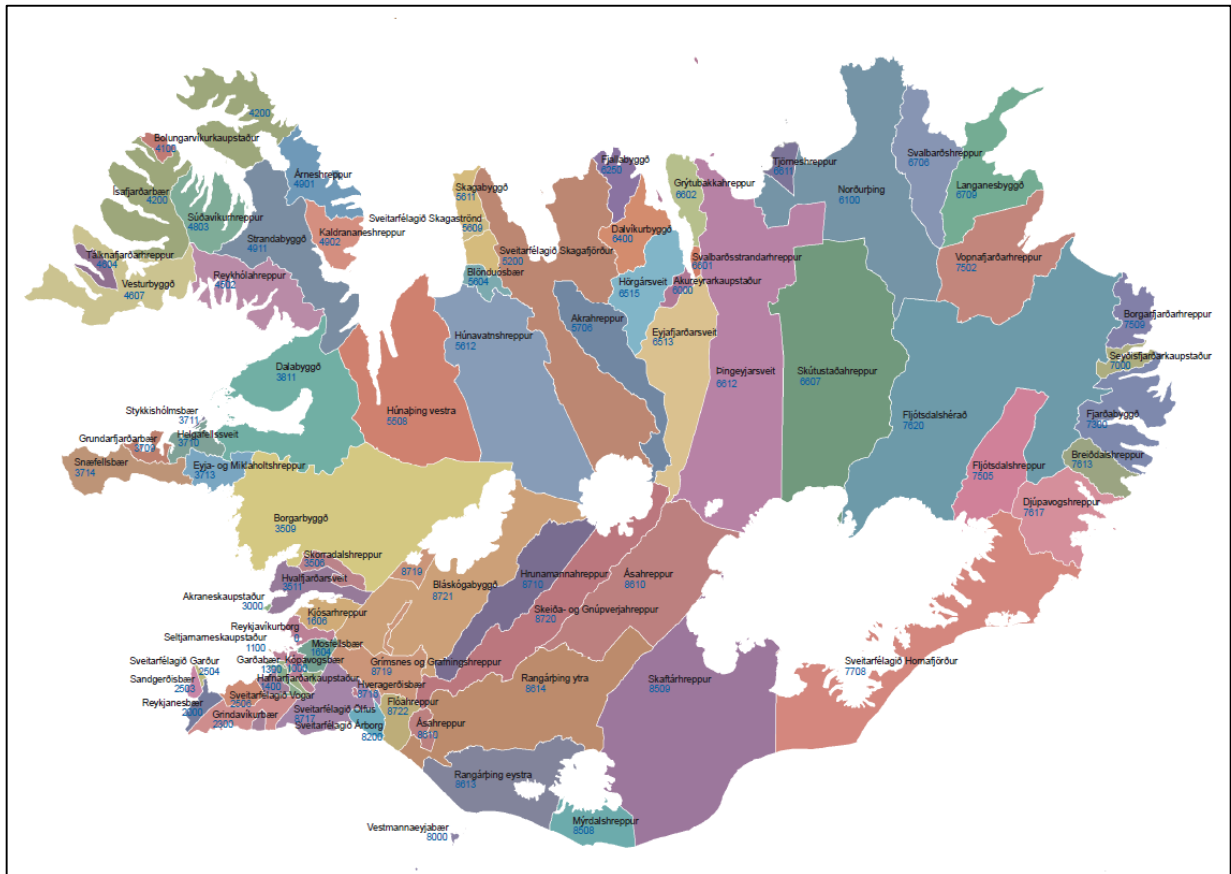 4200
Bolungarvíkurkaupstaður
4100
Ísafjarðarbær
4200
Súðavíkurhreppur
4803
Árneshreppur
4901
Kaldrananeshreppur
4902
Strandabyggð
4911
Tálknafjarðarhreppur
4604
Vesturbyggð
4607
Reykhólahreppur
4502
Skagabyggð
5611
Sveitarfélagið Skagaströnd
5609
Sveitarfélagið Skagafjörður
5200
Blönduósbær
5604
Fjallabyggð
6250
Dalvíkurbyggð
6400
Grýtubakkahreppur
6602
Svalbarðsstrandarhreppur
6601
Hörgársveit
6515
Akureyrarkaupstaður
6000
Tjörneshreppur
6611
Norðurþing
6100
Svalbarðshreppur
6706
Langanesbyggð
6709
Vopnafjarðarhreppur
7502
Borgarfjarðarhreppur
7509
Seyðisfjarðarkaupstaður
7000
Húnavatnshreppur
5612
Akrahreppur
5706
Eyjafjarðarsveit
6513
Þingeyjarsveit
6612
Skútustaðahreppur
6607
Fljótsdalshérað
7620
Fjarðabyggð
7300
Breiðdalshreppur
7613
Fljótsdalshreppur
7505
Djúpavogshreppur
7617
Dalabyggð
3811
Húnaþing vestra
5508
Stykkishólmsbær
3711
Helgafellssveit
3710
Grundarfjarðarbær
3709
Snæfellsbær
3714
Eyja- og Miklaholtshreppur
3713
Borgarbyggð
3509
Skorradalshreppur
3506
Hvalfjarðarsveit
3511
Akraneskaupstaður
3000
Kjósarhreppur
1606
Reykjavíkurborg
0
Seltjarnarneskaupstaður
1100
Mosfellsbær
1604
Garðabær
1300
Kópavogsbær
1000
Hafnarfjarðarkaupstaður
1400
Sveitarfélagið Garður
2504
Sandgerðisbær
2503
Reykjanesbær
2000
Sveitarfélagið Vogar
2506
Grindavíkurbær
2300
8719
Bláskógabyggð
8721
Hrunamannahreppur
8710
Ásahreppur
8610
Skeiða- og Gnúpverjahreppur
8720
Grímsnes og Grafningshreppur
8719
Hveragerðisbær
8716
Sveitarfélagið Ölfus
8717
Sveitarfélagið Árborg
8200
Flóahreppur
8722
Ásahreppur
8610
Rangárþing ytra
8614
Rangárþing eystra
8613
Skaftárhreppur
8509
Mýrdalshreppur
8508
Sveitarfélagið Hornafjörður
7708
Vestmannaeyjabær
8000